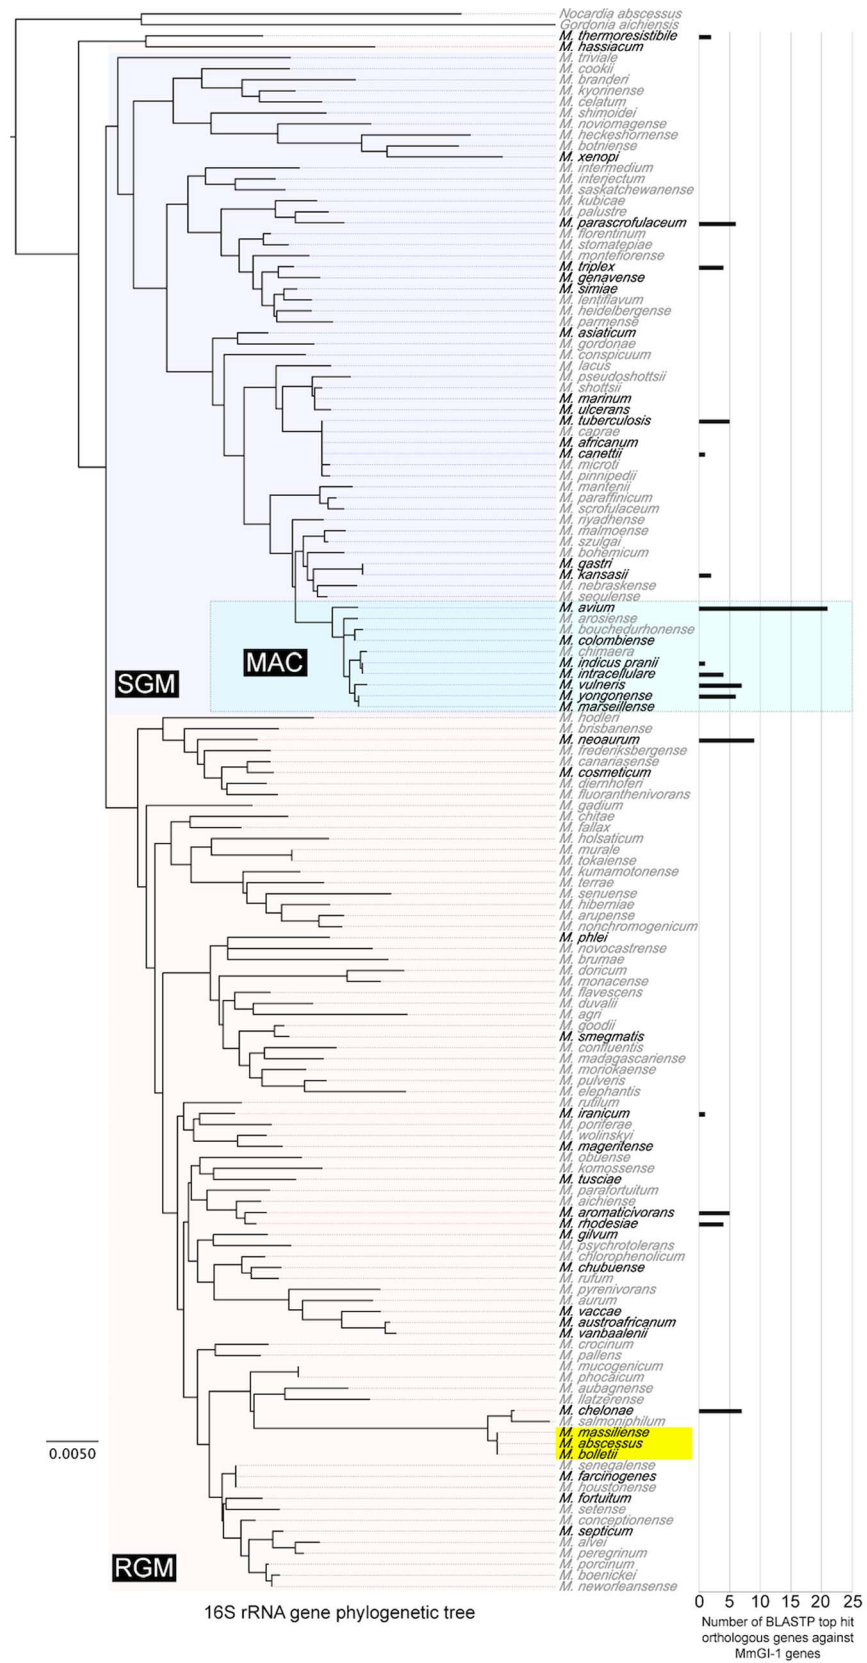 Nocardia abscessus
Gordonia aichiensis
M. thermoresistibile
M. hassiacum
M. triviale
M. cookii
M. branderi
M. kyorinense
M. celatum
M. shimoidei
M. noviomagense
M. heckeshornense
M. botniense
M. xenopi
M. intermedium
M. interjectum
M. saskatchewanense
M. kubicae
M. palustre
M. parascrofulaceum
M. florentinum
M. stomatepiae
M. montefiorense
M. triplex
M. genavense
M. simiae
M. lentiflavum
M. heidelbergense
M. parmense
M. asiaticum
M. gordonae
M. conspicuum
M. lacus
M. pseudoshottsii
M. shottsii
M. marinum
M. ulcerans
M. tuberculosis
M. caprae
M. africanum
M. canettii
M. microti
M. pinnipedii
M. mantenii
M. paraffinicum
M. scrofulaceum
M. riyadhense
M. malmoense
M. szulgai
M. bohemicum
M. gastri
M. kansasii
M. nebraskense
M. seoulense
M. avium
M. arosiense
M. bouchedurhonense
M. colombiense
M. chimaera
M. indicus pranii
M. intracellulare
M. vulneris
M. yongonense
M. marseillense
MAC
SGM
M. hodleri
M. brisbanense
M. neoaurum
M. frederiksbergense
M. canariasense
M. cosmeticum
M. diernhoferi
M. fluoranthenivorans
M. gadium
M. chitae
M. fallax
M. holsaticum
M. murale
M. tokaiense
M. kumamotonense
M. terrae
M. senuense
M. hiberniae
M. arupense
M. nonchromogenicum
M. phlei
M. novocastrense
M. brumae
M. doricum
M. monacense
M. flavescens
M. duvalii
M. agri
M. goodii
M. smegmatis
M. confluentis
M. madagascariense
M. moriokaense
M. pulveris
M. elephantis
M. rutilum
M. iranicum
M. poriferae
M. wolinskyi
M. mageritense
M. obuense
M. komossense
M. tusciae
M. parafortuitum
M. aichiense
M. aromaticivorans
M. rhodesiae
M. gilvum
M. psychrotolerans
M. chlorophenolicum
M. chubuense
M. rufum
M. pyrenivorans
M. aurum
M. vaccae
M. austroafricanum
M. vanbaalenii
M. crocinum
M. pallens
M. mucogenicum
M. phocaicum
M. aubagnense
M. llatzerense
M. chelonae
M. salmoniphilum
M. massiliense
M. abscessus
M. bolletii
0.0050
M. senegalense
M. farcinogenes
M. houstonense
M. fortuitum
M. setense
M. conceptionense
M. septicum
M. alvei
M. peregrinum
M. porcinum
M. boenickei
M. neworleansense
RGM
16S rRNA gene phylogenetic tree
0 5 10 15 20 25
Number of BLASTP top hit
orthologous genes against
MmGI-1 genes